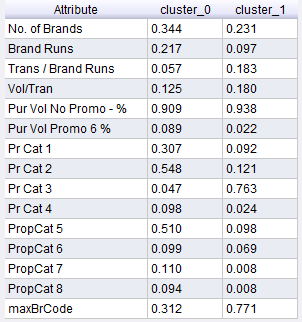 Attribute cluster_0 cluster_1
No. of Brands 0.344 0.231
Brand Runs 0.217 0.097
Trans / Brand Runs 0.057 0.183
Vol/Tran 0.125 0.180
Pur Vol No Promo - % 0.909 0.938
Pur Vol Promo 6 % 0.089 0.022
Pr Cat 1 0.307 0.092
Pr Cat 2 0.548 0.121
Pr Cat 3 0.047 0.763
Pr Cat 4 0.098 0.024
PropCat 5 0.510 0.098
PropCat 6 0.099 0.069
PropCat 7 0.110 0.008
PropCat 8 0.094 0.008
maxBrCode 0.312 0.771